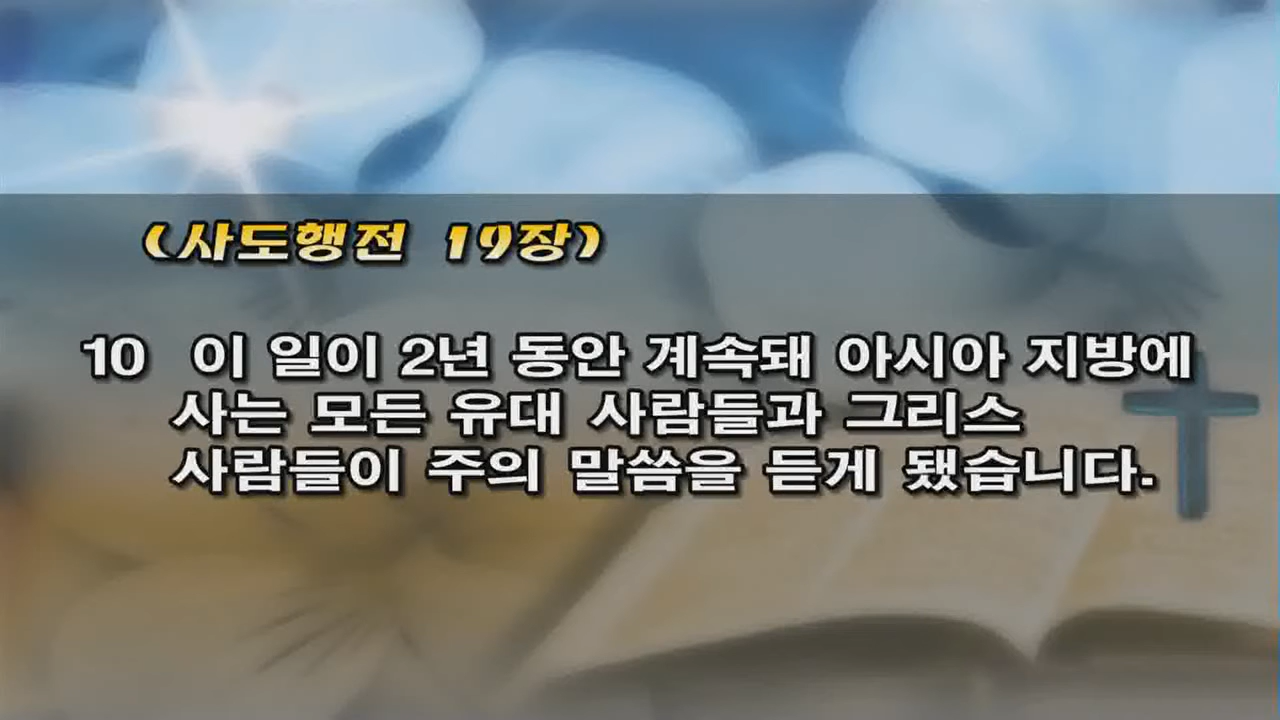 (사도행전 19장)
10 이 일이 2년 동안 계속돼 아시아 지방에
사는 모든 유대 사람들과 그리스
사람들이 주의 말씀을 듣게 됐습니다.